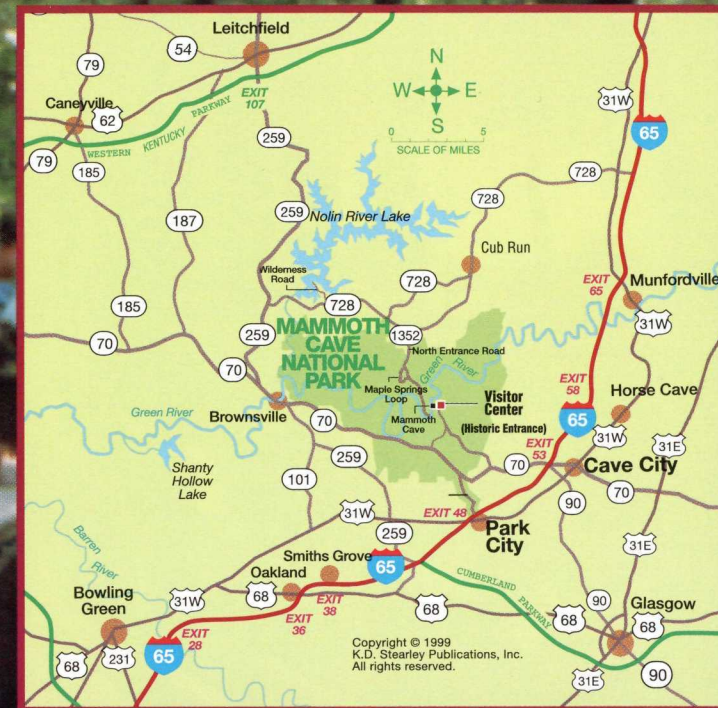 Leitchfield
54
79
EXIT
107
Caneyville
62
WESTERN KENTUCKY PARKWAY
79
185
259
N
W E
S
0 5
SCALE OF MILES
31W
65
728
728
187
259
Nolin River Lake
Cub Run
Wilderness
Road
728
728
EXIT
65
Munfordville
185
70
259
MAMMOTH
CAVE
NATIONAL
PARK
1352
North Entrance Road
31W
70
Green
River
Maple Springs
Loop
Mammoth
Cave
Visitor
Center
(Historic Entrance)
EXIT
58
65
Horse Cave
Green River
Brownsville
70
31W
31E
EXIT
53
Shanty
Hollow
Lake
259
101
70
Cave City
70
90
31W
EXIT 48
Park
City
259
31E
Barren
River
Smiths Grove
Oakland
65
CUMBERLAND PARKWAY
Bowling
Green
31W
68
EXIT
38
EXIT
36
68
68
90
Glasgow
68
EXIT
28
65
68
231
Copyright © 1999
K.D. Stearley Publications, Inc.
All rights reserved.
31E
90